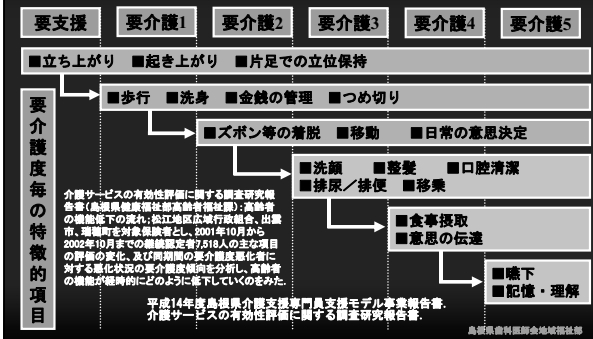 要支援 要介護1 要介護2 要介護3 要介護4 要介護5
■立ち上がり ■起き上がり ■片足での立位保持
■歩行 ■洗身 ■金銭の管理 ■つめ切り
■ズボン等の着脱 ■移動 ■日常の意思決定
■洗顔 ■整髪 ■口腔清潔
■排尿／排便 ■移乗
■食事摂取
■意思の伝達
■嚥下
■記憶・理解
要介護度毎の特徴的項目
介護サービスの有効性評価に関する調査研究報
告書(島根県健康福祉部高齢者福祉課)；高齢者
の機能低下の流れ；松江地区広域行政組合、出雲
市、瑞穂町を対象保険者とし、2001年10月から
2002年10月までの継続認定者7,518人の主な項目
の評価の変化、及び同期間の要介護度悪化者に
対する悪化状況の要介護度傾向を分析し、高齢者
の機能が経時的にどのように低下していくのをみた．
平成14年度島根県介護支援専門員支援モデル事業報告書．
介護サービスの有効性評価に関する調査研究報告書．
島根県歯科医師会地域福祉部